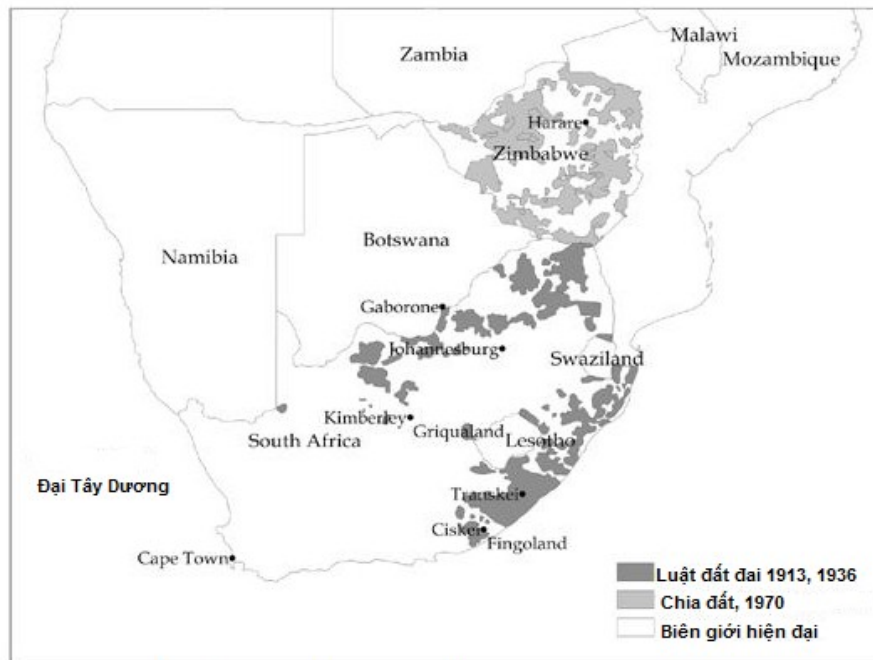 Malawi
Zambia
Mozambique
Harare
Zimbabwe
Botswana
Namibia
Gaborone
Johannesburg
Swaziland
Kimberley
Griqualand
South Africa
Lesotho
Đại Tây Dương
Transkei
Ciskei
Fingoland
Cape Town
Luật đất đai 1913, 1936
Chia đất, 1970
Biên giới hiện đại